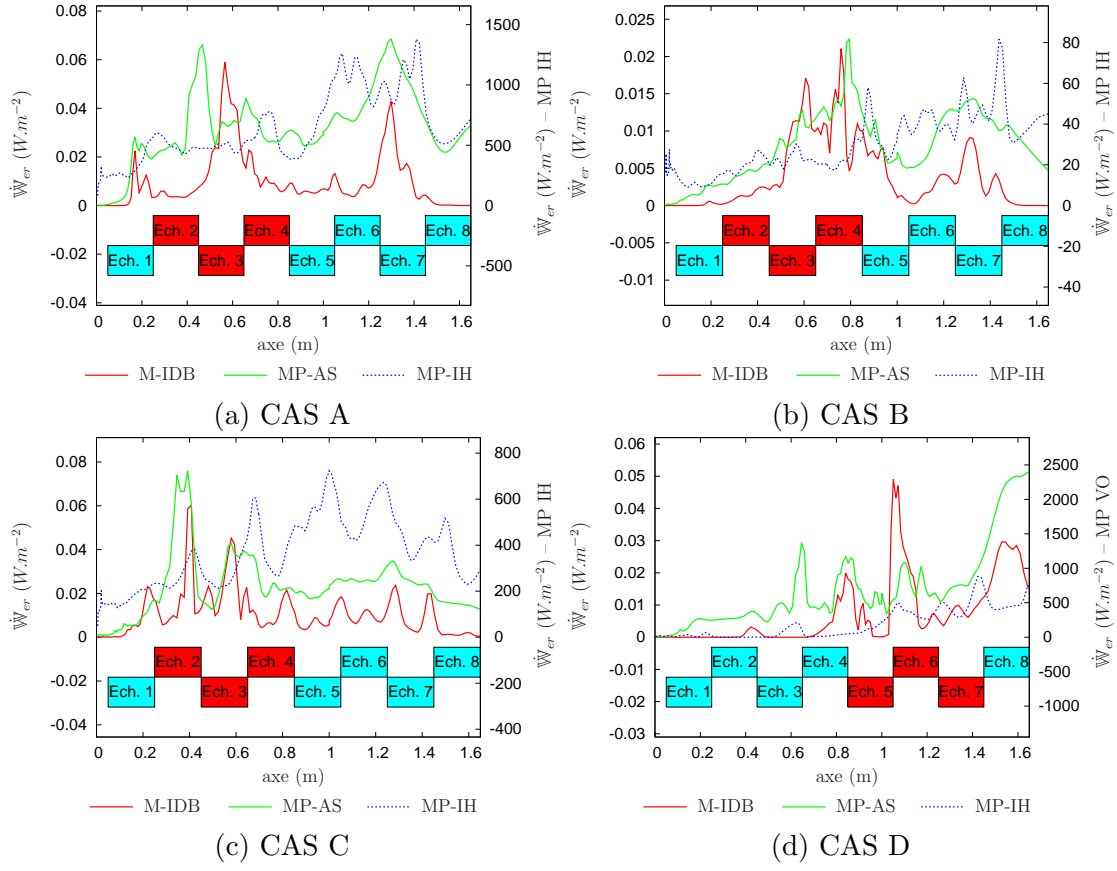 0.08
0.06
0.04
0.02
0
-0.02
-0.04
1500
1000
500
0
-500
Ẇ_er (W.m⁻²)
Ẇ_er (W.m⁻²)
Ẇ_er (W.m⁻²) – MP IH
Ech. 1
Ech. 2
Ech. 3
Ech. 4
Ech. 5
Ech. 6
Ech. 7
Ech. 8
0 0.2 0.4 0.6 0.8 1 1.2 1.4 1.6
axe (m)
M-IDB MP-AS MP-IH
(a) CAS A
0.025
0.02
0.015
0.01
0.005
0
-0.005
-0.01
80
60
40
20
0
-20
-40
Ẇ_er (W.m⁻²)
Ẇ_er (W.m⁻²) – MP IH
Ech. 1
Ech. 2
Ech. 3
Ech. 4
Ech. 5
Ech. 6
Ech. 7
Ech. 8
0 0.2 0.4 0.6 0.8 1 1.2 1.4 1.6
axe (m)
M-IDB MP-AS MP-IH
(b) CAS B
0.08
0.06
0.04
0.02
0
-0.02
-0.04
800
600
400
200
0
-200
-400
Ẇ_er (W.m⁻²)
Ẇ_er (W.m⁻²)
Ẇ_er (W.m⁻²) – MP IH
Ech. 1
Ech. 2
Ech. 3
Ech. 4
Ech. 5
Ech. 6
Ech. 7
Ech. 8
0 0.2 0.4 0.6 0.8 1 1.2 1.4 1.6
axe (m)
M-IDB MP-AS MP-IH
(c) CAS C
0.06
0.05
0.04
0.03
0.02
0.01
0
-0.01
-0.02
-0.03
2500
2000
1500
1000
500
0
-500
-1000
Ẇ_er (W.m⁻²)
Ẇ_er (W.m⁻²) – MP VO
Ech. 1
Ech. 2
Ech. 3
Ech. 4
Ech. 5
Ech. 6
Ech. 7
Ech. 8
0 0.2 0.4 0.6 0.8 1 1.2 1.4 1.6
axe (m)
M-IDB MP-AS MP-IH
(d) CAS D